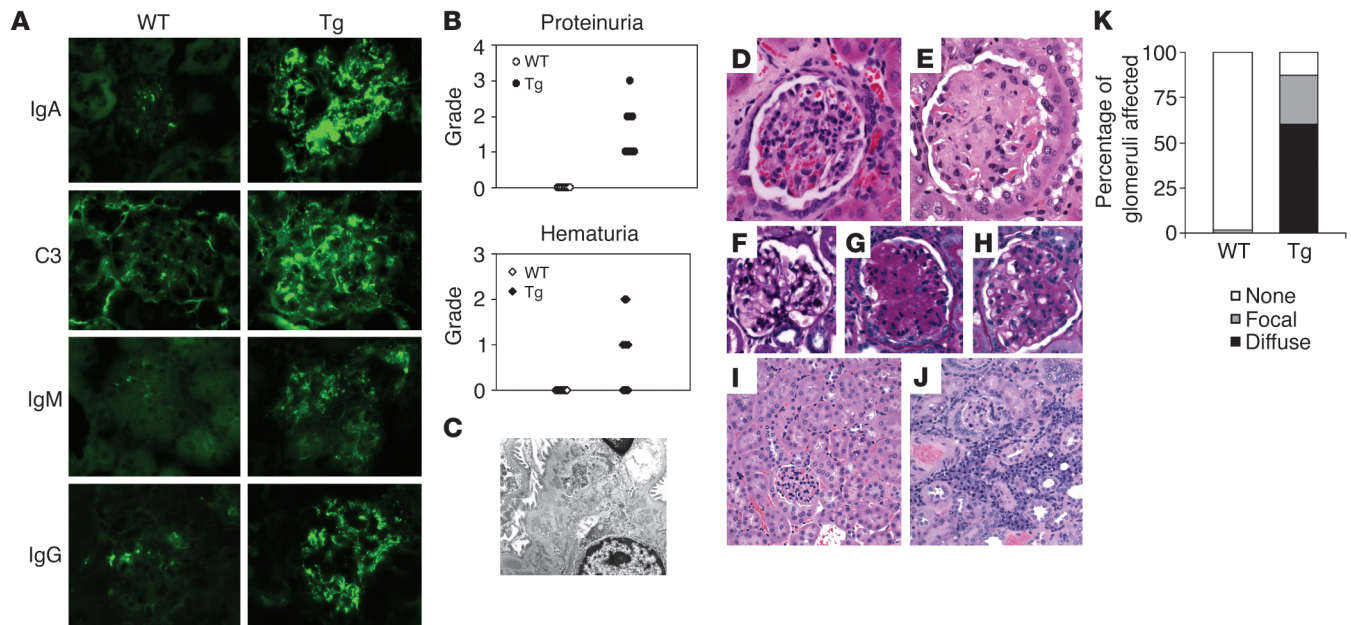 A
WT Tg
IgA
C3
IgM
IgG
B
Proteinuria
4
3
2
1
0
Grade
WT
Tg
Hematuria
3
2
1
0
Grade
WT
Tg
C
D
E
F
G
H
I
J
K
100
75
50
25
0
Percentage of
glomeruli affected
WT Tg
None
Focal
Diffuse